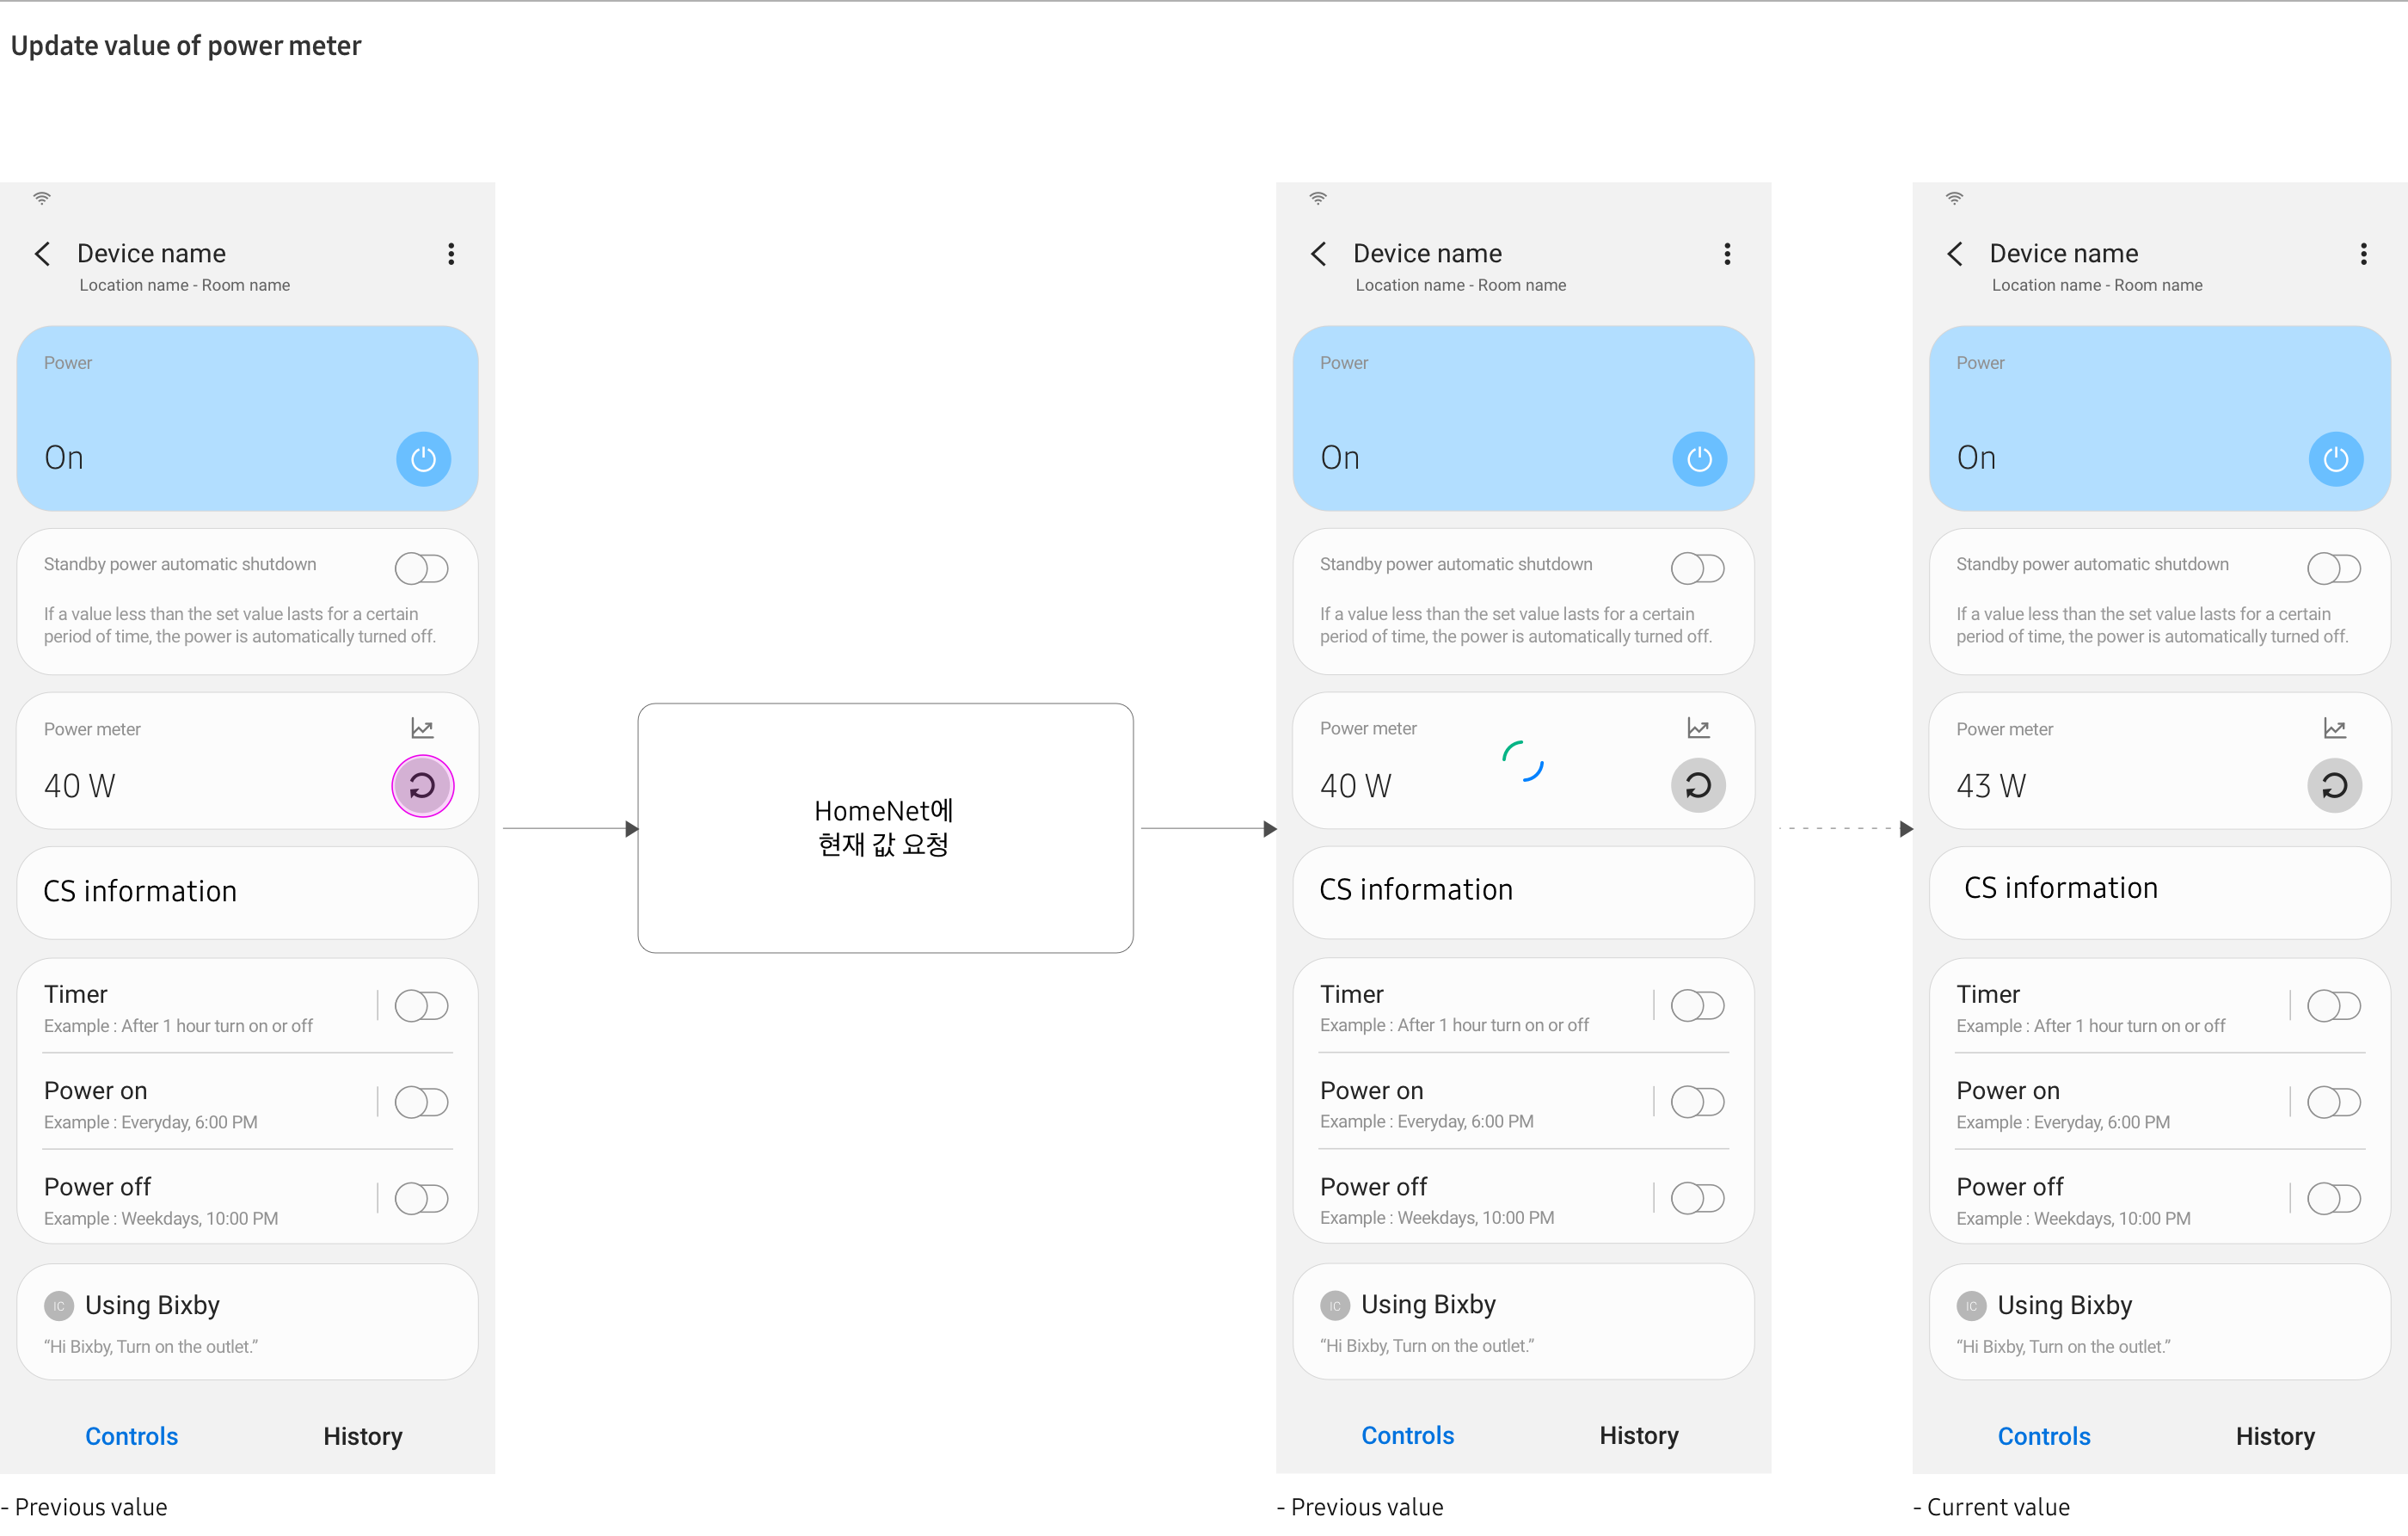 Update value of power meter
Device name
Location name - Room name
Power
On
Standby power automatic shutdown
If a value less than the set value lasts for a certain
period of time, the power is automatically turned off.
Power meter
40 W
CS information
Timer
Example : After 1 hour turn on or off
Power on
Example : Everyday, 6:00 PM
Power off
Example : Weekdays, 10:00 PM
IC Using Bixby
“Hi Bixby, Turn on the outlet.”
Controls History
- Previous value
HomeNet에
현재 값 요청
Device name
Location name - Room name
Power
On
Standby power automatic shutdown
If a value less than the set value lasts for a certain
period of time, the power is automatically turned off.
Power meter
40 W
CS information
Timer
Example : After 1 hour turn on or off
Power on
Example : Everyday, 6:00 PM
Power off
Example : Weekdays, 10:00 PM
IC Using Bixby
“Hi Bixby, Turn on the outlet.”
Controls History
- Previous value
Device name
Location name - Room name
Power
On
Standby power automatic shutdown
If a value less than the set value lasts for a certain
period of time, the power is automatically turned off.
Power meter
43 W
CS information
Timer
Example : After 1 hour turn on or off
Power on
Example : Everyday, 6:00 PM
Power off
Example : Weekdays, 10:00 PM
IC Using Bixby
“Hi Bixby, Turn on the outlet.”
Controls History
- Current value